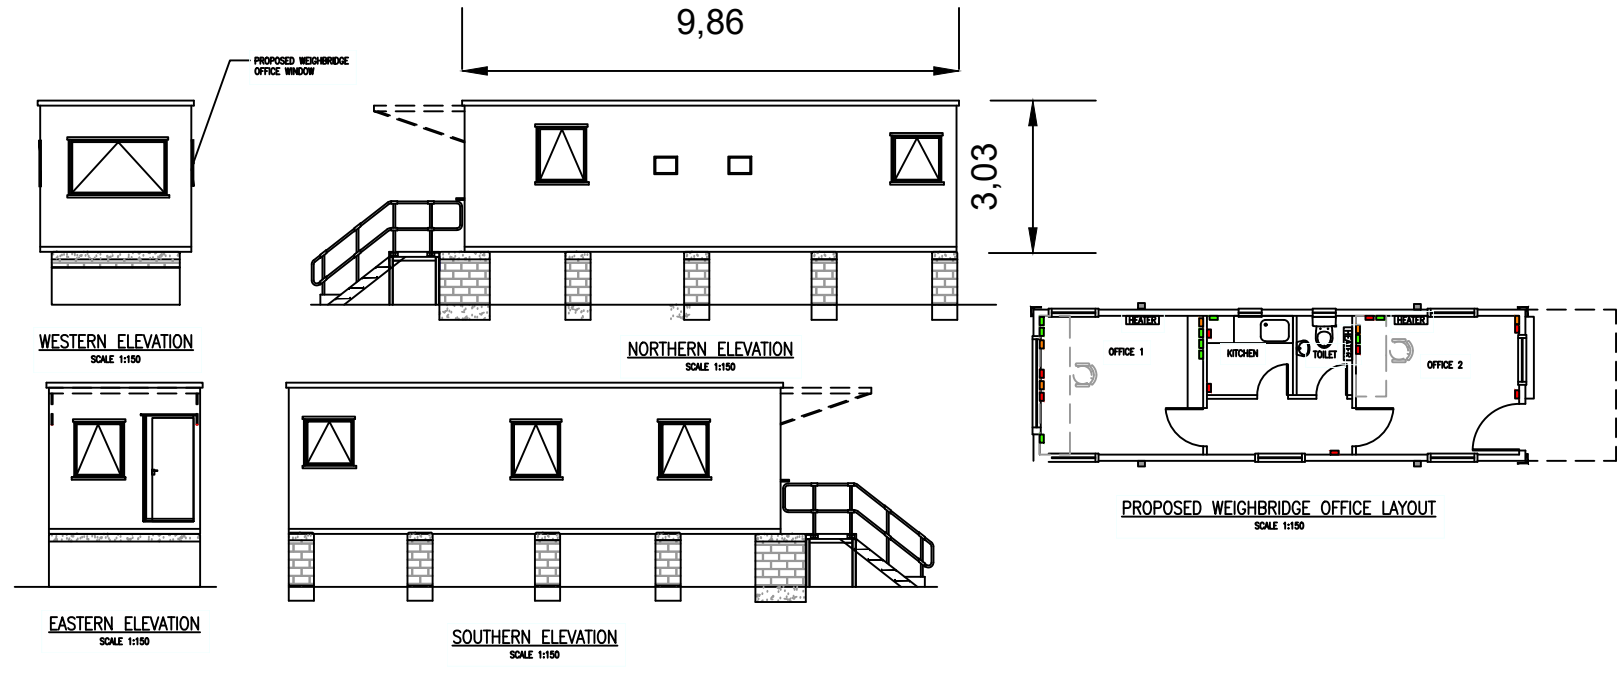 9,86
PROPOSED WEIGHBRIDGE
OFFICE WINDOW
3,03
WESTERN ELEVATION
SCALE 1:150
NORTHERN ELEVATION
SCALE 1:150
HEATER
HEATER
HEATER
OFFICE 1
KITCHEN
TOILET
OFFICE 2
PROPOSED WEIGHBRIDGE OFFICE LAYOUT
SCALE 1:150
EASTERN ELEVATION
SCALE 1:150
SOUTHERN ELEVATION
SCALE 1:150